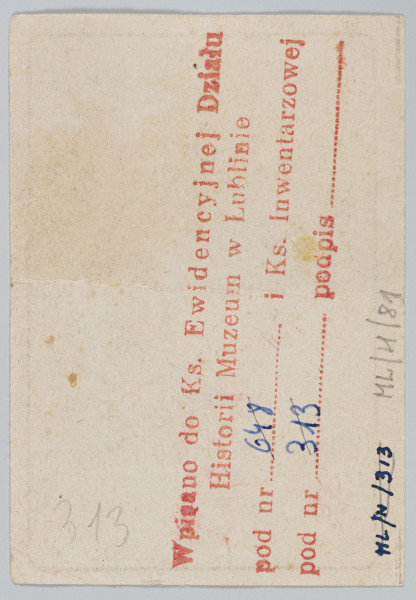 Wpisano do Ks. Ewidencyjnej Działu
Historii Muzeum w Lublinie
pod nr 648 i Ks. Inwentarzowej
pod nr 313 podpis
ML/H/313 ML/H/81
313